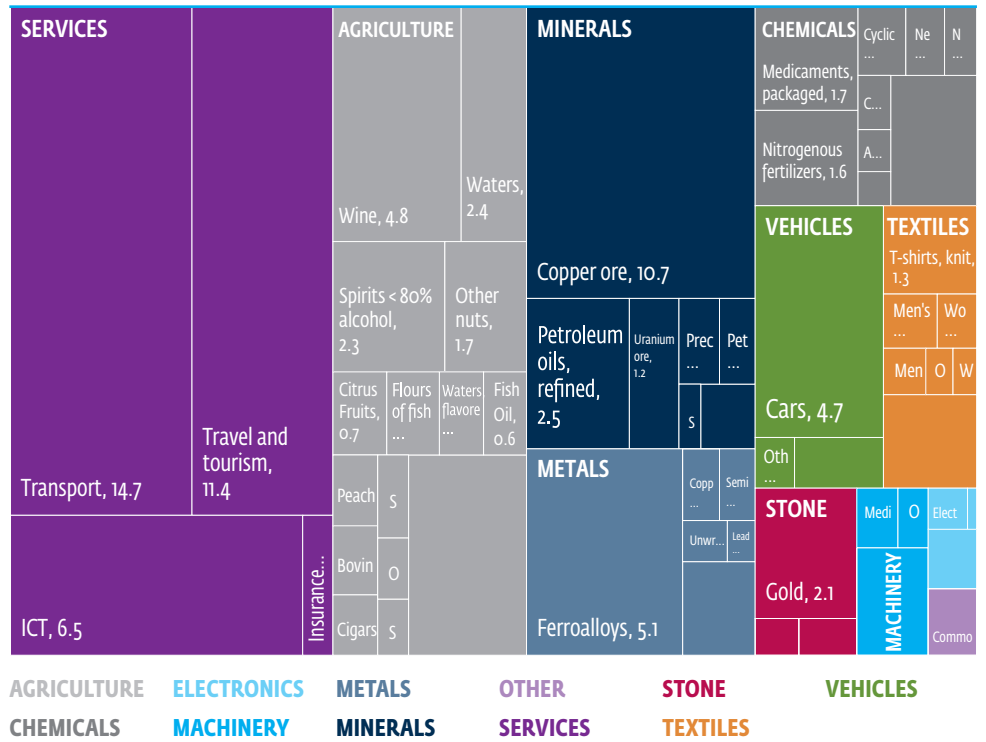 SERVICES
Transport, 14.7
Travel and
tourism,
11.4
ICT, 6.5
Insurance...
AGRICULTURE
Wine, 4.8
Waters,
2.4
Spirits < 80%
alcohol,
2.3
Other
nuts,
1.7
Citrus
Fruits,
0.7
Flours
of fish
...
Waters
flavore
...
Fish
Oil,
0.6
Peach
S
Bovin
O
Cigars
S
MINERALS
Copper ore, 10.7
Petroleum
oils,
refined,
2.5
Uranium
ore,
1.2
Prec
...
Pet
...
S
METALS
Ferroalloys, 5.1
Copp
...
Semi
...
Unwr...
Lead
...
CHEMICALS
Medicaments,
packaged, 1.7
Nitrogenous
fertilizers, 1.6
Cyclic
...
Ne
...
N
...
C...
A...
VEHICLES
Cars, 4.7
Oth
...
TEXTILES
T-shirts, knit,
1.3
Men's
...
Wo
...
Men
O
W
STONE
Gold, 2.1
Medi
O
MACHINERY
Elect
Commo
AGRICULTURE ELECTRONICS METALS OTHER STONE VEHICLES
CHEMICALS MACHINERY MINERALS SERVICES TEXTILES